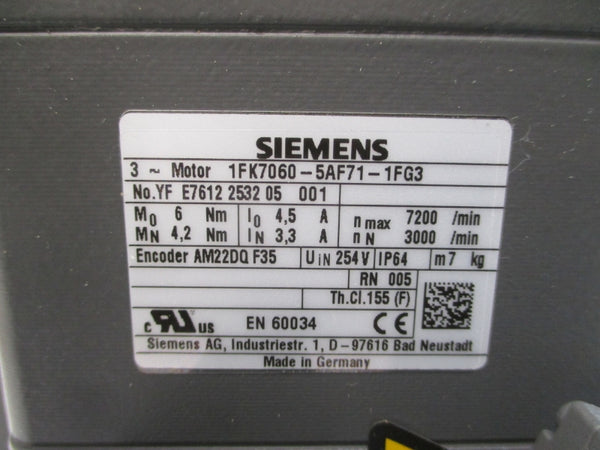 SIEMENS
3 ~ Motor 1FK7060-5AF71-1FG3
No.YF E7612 2532 05 001
M0 6 Nm I0 4,5 A n max 7200 /min
MN 4,2 Nm IN 3,3 A n N 3000 /min
Encoder AM22DQ F35 UIN 254 V IP64 m 7 kg
RN 005
Th.Cl.155 (F)
c RU US EN 60034 CE
Siemens AG, Industriestr. 1, D-97616 Bad Neustadt
Made in Germany